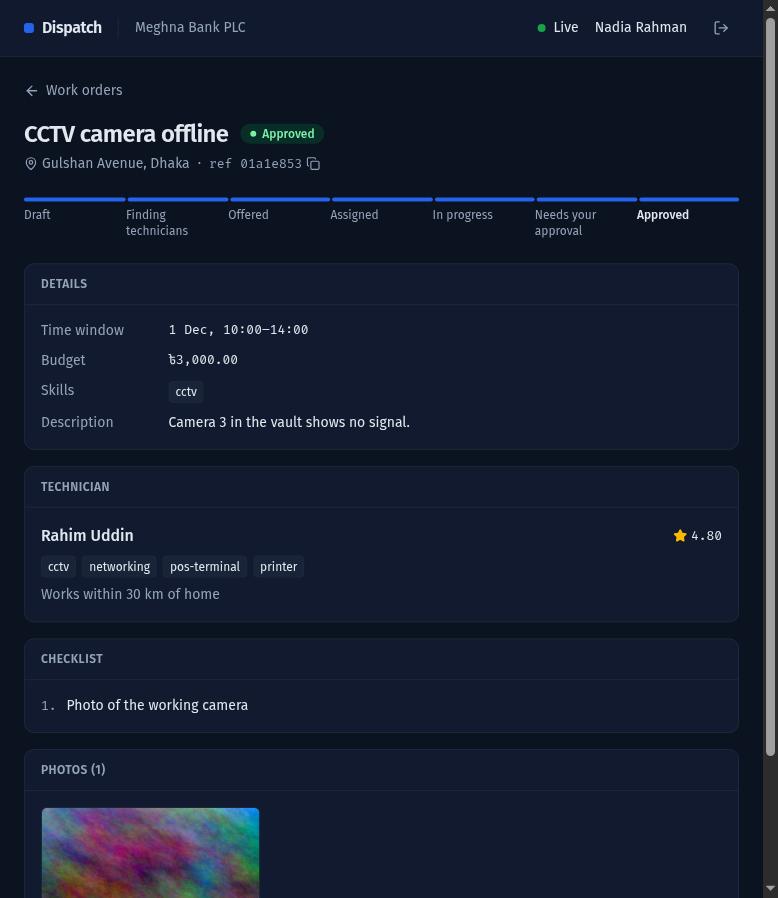 Dispatch
Meghna Bank PLC
Live
Nadia Rahman
Work orders
CCTV camera offline
Approved
Gulshan Avenue, Dhaka · ref 01a1e853
Draft
Finding technicians
Offered
Assigned
In progress
Needs your approval
Approved
DETAILS
Time window 1 Dec, 10:00–14:00
Budget ৳3,000.00
Skills cctv
Description Camera 3 in the vault shows no signal.
TECHNICIAN
Rahim Uddin 4.80
cctv networking pos-terminal printer
Works within 30 km of home
CHECKLIST
1. Photo of the working camera
PHOTOS (1)